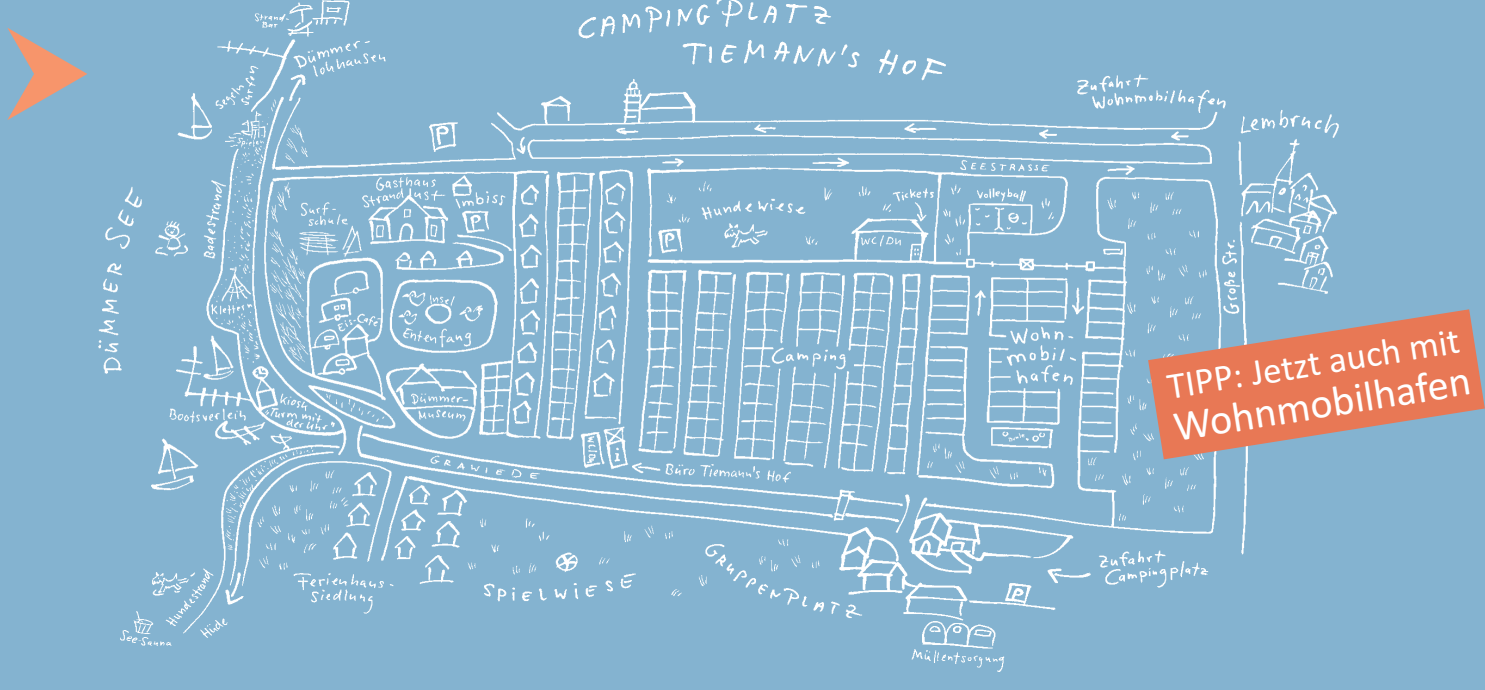 CAMPINGPLATZ
TIEMANN'S HOF
Strand-
Bar
Dümmer-
lohhausen
Segeln
Surfen
Zufahrt
Wohnmobilhafen
Lembruch
P
SEESTRASSE
DÜMMER SEE
Badestrand
Gasthaus
Strandlust
Imbiss
P
Surf-
schule
Hundewiese
P
Tickets
WC/DU
Volleyball
Große Str.
Klettern
Eis-Café
Insel
Entenfang
Camping
Wohn-
mobil-
hafen
TIPP: Jetzt auch mit
Wohnmobilhafen
Dümmer-
Museum
Kiosk
"Turm mit
der Uhr"
Bootsverleih
WC/DU
GRAWIEDE
Büro Tiemann's Hof
Ferienhaus-
Siedlung
SPIELWIESE
GRUPPENPLATZ
Zufahrt
Campingplatz
P
Müllentsorgung
Hundestrand
Hüde
See-Sauna